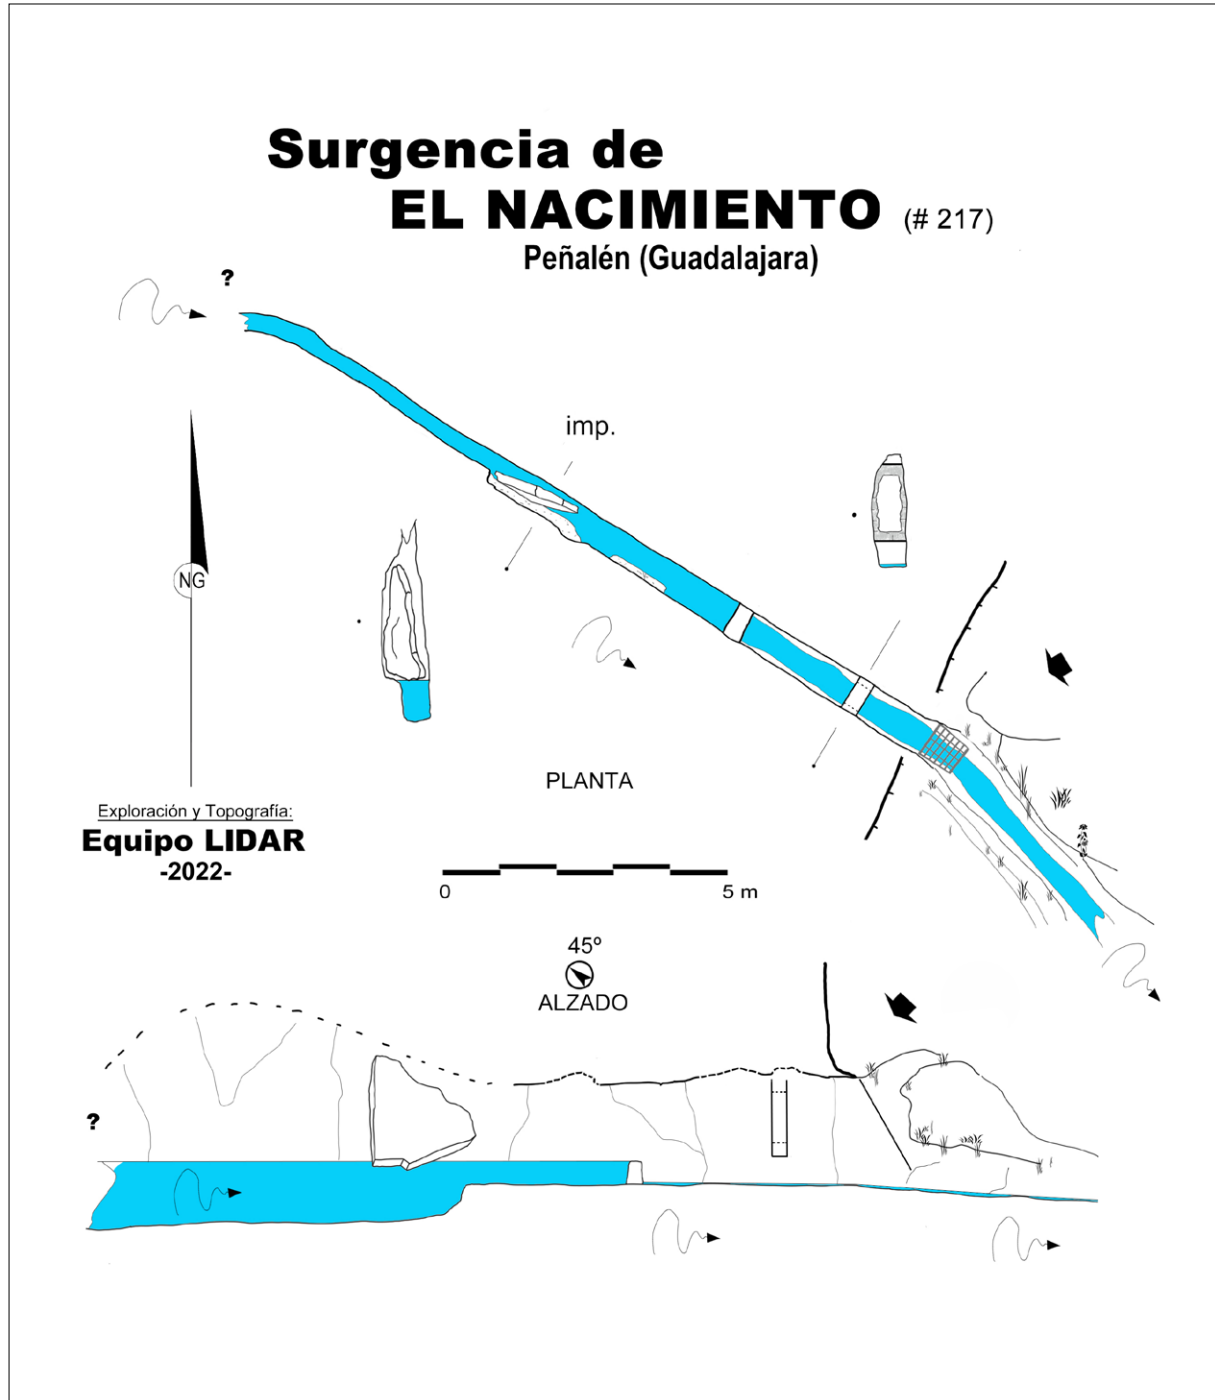 Surgencia de
EL NACIMIENTO (# 217)
Peñalén (Guadalajara)
?
imp.
NG
PLANTA
Exploración y Topografía:
Equipo LIDAR
-2022-
0 5 m
45º
ALZADO
?